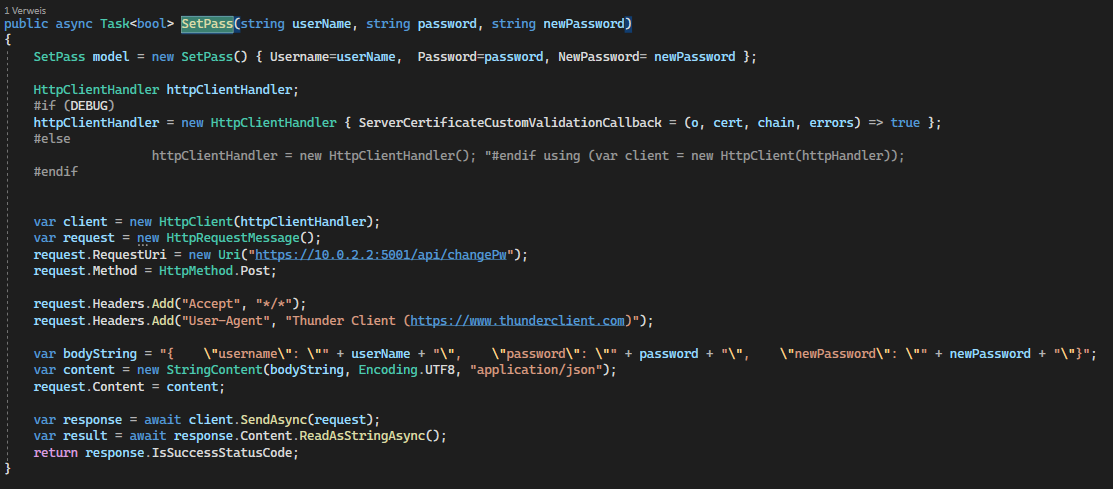 1 Verweis
public async Task<bool> SetPass(string userName, string password, string newPassword)
{
SetPass model = new SetPass() { Username=userName,  Password=password, NewPassword= newPassword };
HttpClientHandler httpClientHandler;
#if (DEBUG)
httpClientHandler = new HttpClientHandler { ServerCertificateCustomValidationCallback = (o, cert, chain, errors) => true };
#else
httpClientHandler = new HttpClientHandler(); "#endif using (var client = new HttpClient(httpHandler));
#endif
var client = new HttpClient(httpClientHandler);
var request = new HttpRequestMessage();
request.RequestUri = new Uri("https://10.0.2.2:5001/api/changePw");
request.Method = HttpMethod.Post;
request.Headers.Add("Accept", "*/*");
request.Headers.Add("User-Agent", "Thunder Client (https://www.thunderclient.com)");
var bodyString = "{    \"username\": \"" + userName + "\",    \"password\": \"" + password + "\",    \"newPassword\": \"" + newPassword + "\"}";
var content = new StringContent(bodyString, Encoding.UTF8, "application/json");
request.Content = content;
var response = await client.SendAsync(request);
var result = await response.Content.ReadAsStringAsync();
return response.IsSuccessStatusCode;
}